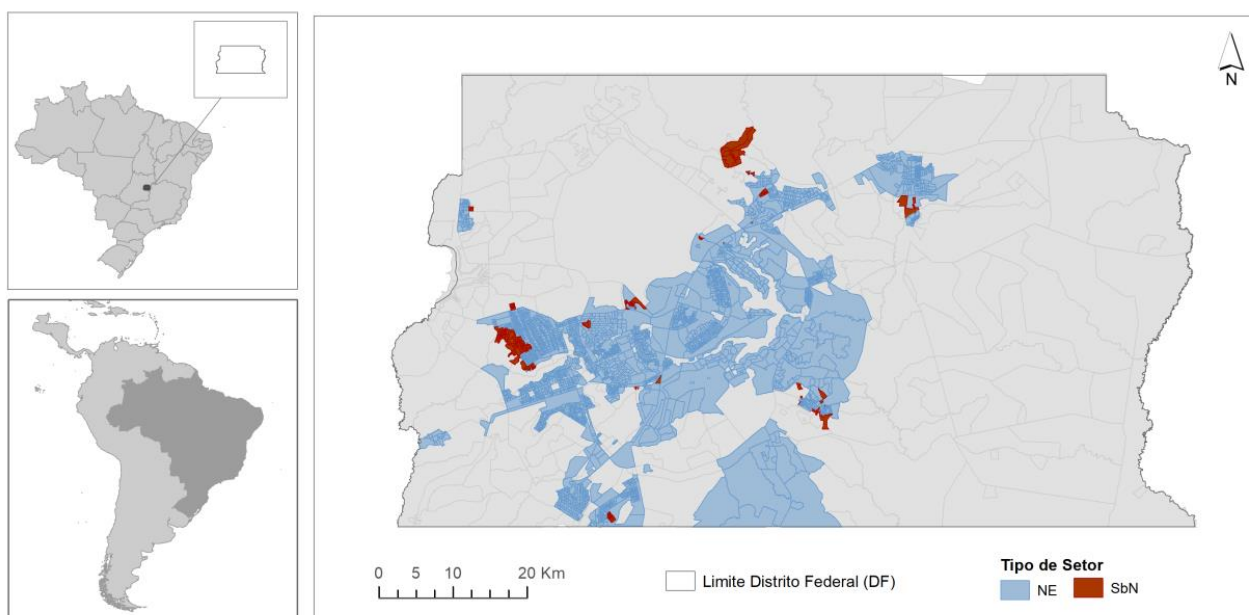 N
0 5 10 20 Km
Limite Distrito Federal (DF)
Tipo de Setor
NE SbN